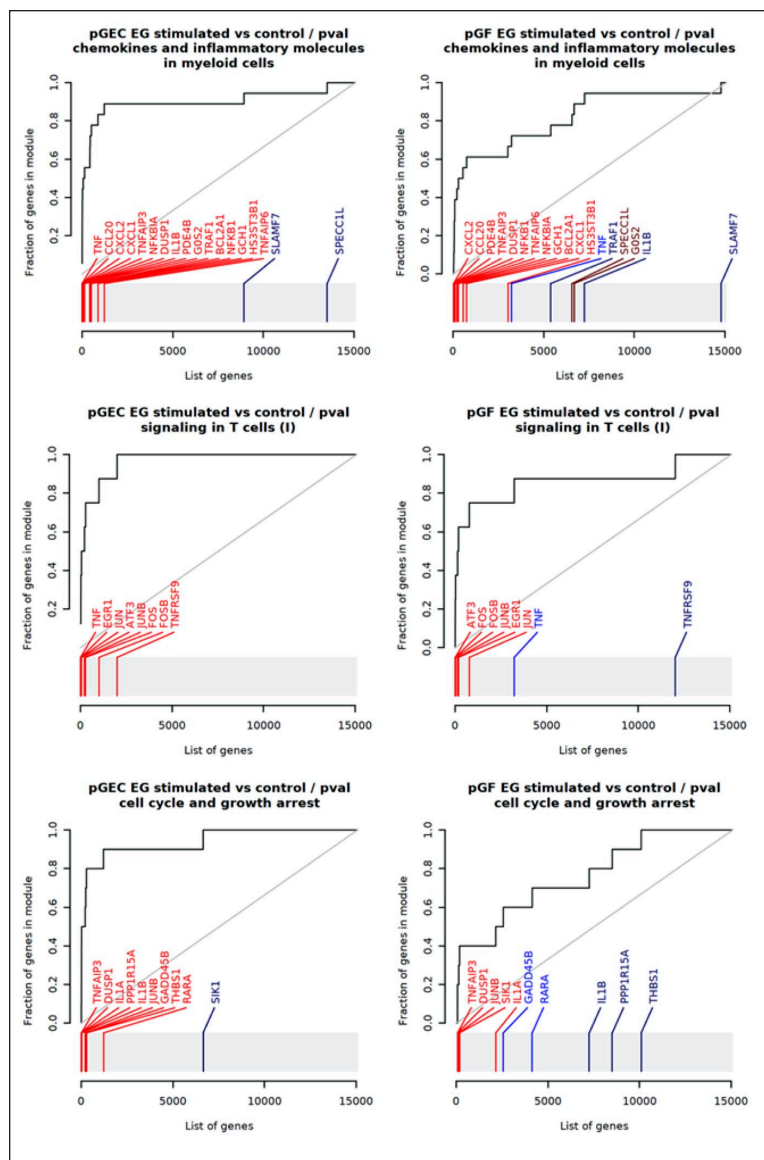 pGEC EG stimulated vs control / pval
chemokines and inflammatory molecules
in myeloid cells
Fraction of genes in module
1.0
0.8
0.6
0.4
0.2
TNF
CCL20
CXCL2
CXCL1
TNFAIP3
NFKBIA
DUSP1
IL1B
PDE4B
G0S2
TRAF1
BCL2A1
NFKB1
GCH1
HS3ST3B1
TNFAIP6
SLAMF7
SPECC1L
0 5000 10000 15000
List of genes
pGF EG stimulated vs control / pval
chemokines and inflammatory molecules
in myeloid cells
Fraction of genes in module
1.0
0.8
0.6
0.4
0.2
0.0
CXCL2
CCL20
PDE4B
TNFAIP3
DUSP1
NFKB1
TNFAIP6
NFKBIA
GCH1
BCL2A1
CXCL1
HS3ST3B1
TNF
TRAF1
SPECC1L
G0S2
IL1B
SLAMF7
0 5000 10000 15000
List of genes
pGEC EG stimulated vs control / pval
signaling in T cells (I)
Fraction of genes in module
1.0
0.8
0.6
0.4
0.2
TNF
EGR1
JUN
ATF3
JUNB
FOS
FOSB
TNFRSF9
0 5000 10000 15000
List of genes
pGF EG stimulated vs control / pval
signaling in T cells (I)
Fraction of genes in module
1.0
0.8
0.6
0.4
0.2
0.0
ATF3
FOS
FOSB
JUNB
EGR1
JUN
TNF
TNFRSF9
0 5000 10000 15000
List of genes
pGEC EG stimulated vs control / pval
cell cycle and growth arrest
Fraction of genes in module
1.0
0.8
0.6
0.4
0.2
0.0
TNFAIP3
DUSP1
IL1A
PPP1R15A
IL1B
JUNB
GADD45B
THBS1
RARA
SIK1
0 5000 10000 15000
List of genes
pGF EG stimulated vs control / pval
cell cycle and growth arrest
Fraction of genes in module
1.0
0.8
0.6
0.4
0.2
0.0
TNFAIP3
DUSP1
JUNB
SIK1
IL1A
GADD45B
RARA
IL1B
PPP1R15A
THBS1
0 5000 10000 15000
List of genes